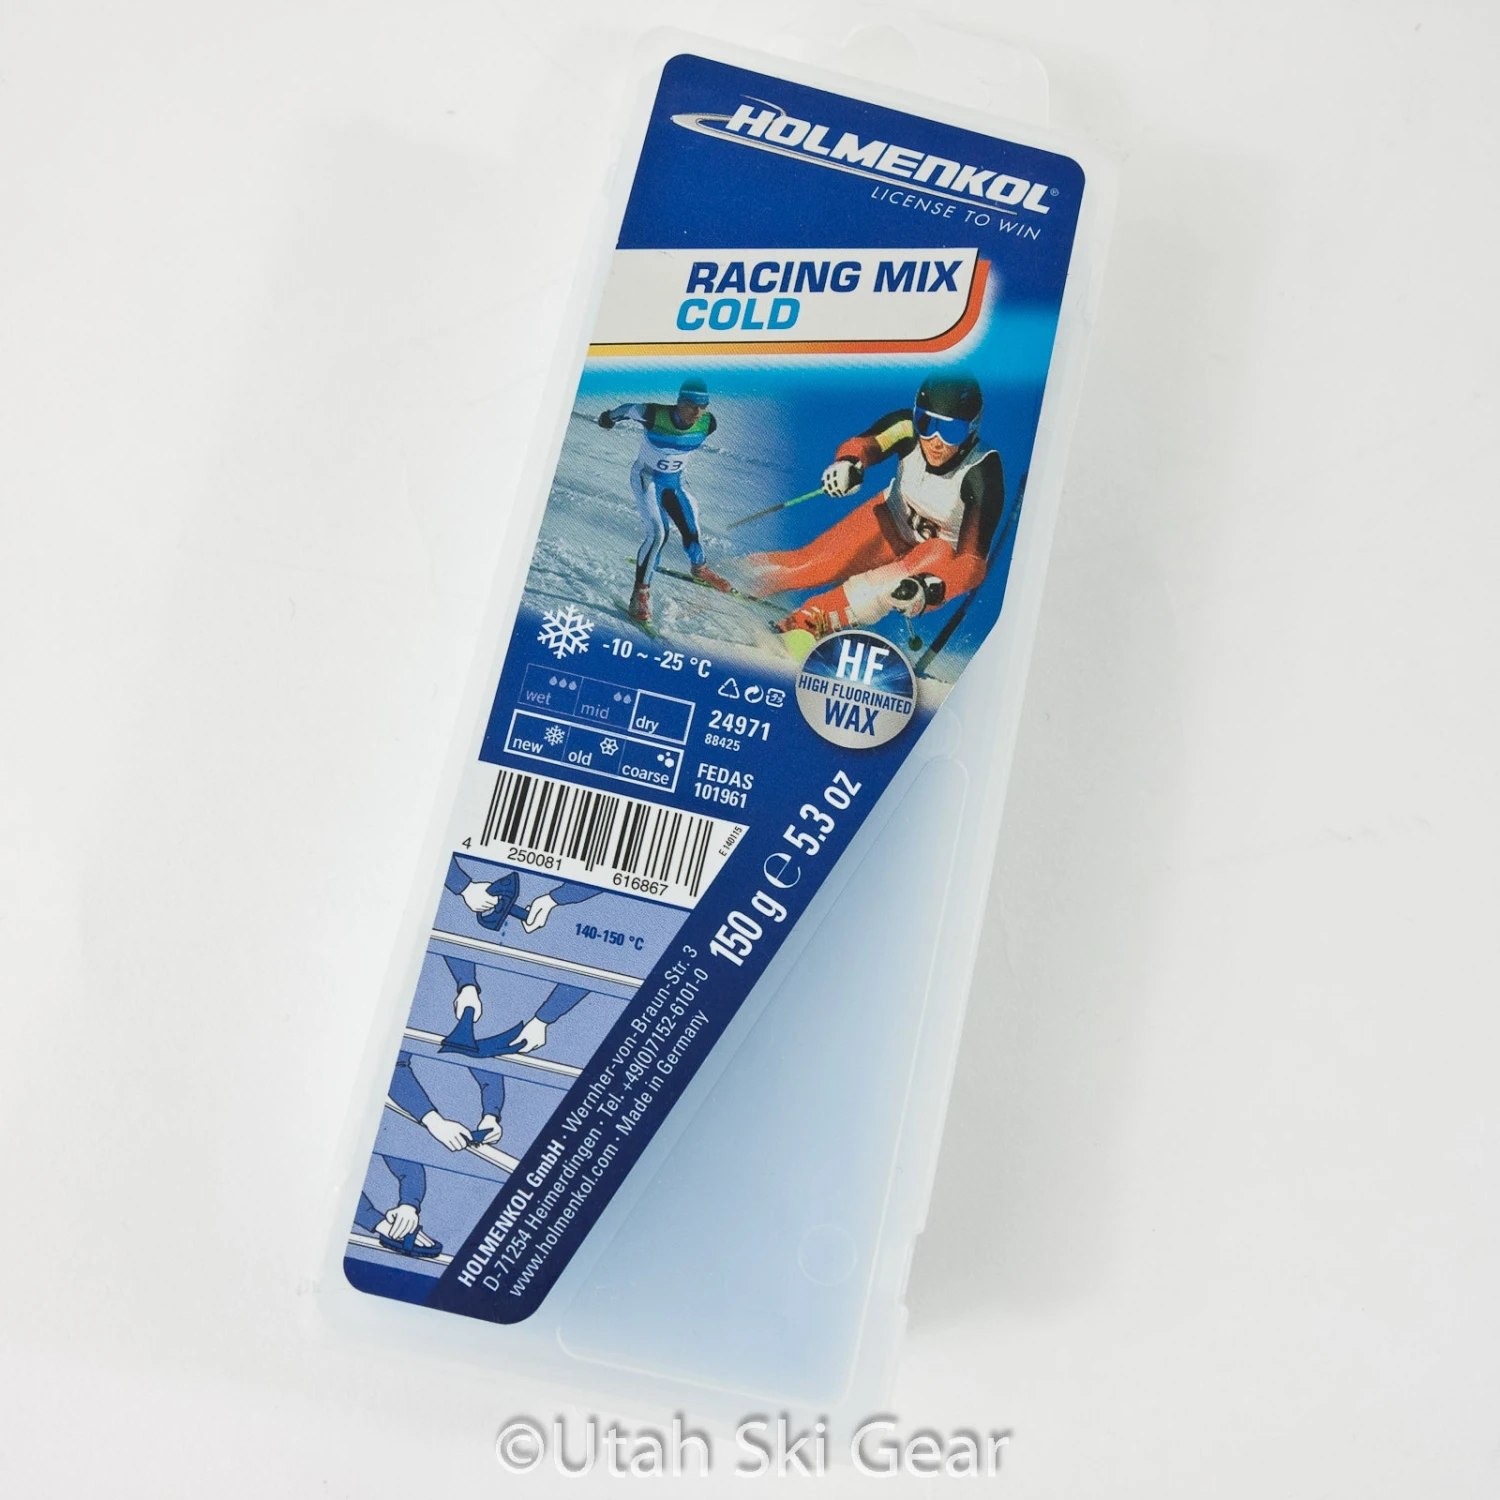 HOLMENKOL®
LICENSE TO WIN
RACING MIX
COLD
63
16
-10 ~ -25 °C
HF
HIGH FLUORINATED
WAX
wet mid dry
new old coarse
24971
88425
FEDAS
101961
4 250081 616867
E 140115
150 g e 5.3 oz
140-150 °C
HOLMENKOL GmbH · Wernher-von-Braun-Str. 3
D-71254 Heimerdingen · Tel. +49(0)7152-6101-0
www.holmenkol.com · Made in Germany
©Utah Ski Gear